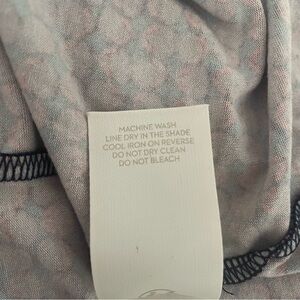 MACHINE WASH
LINE DRY IN THE SHADE
COOL IRON ON REVERSE
DO NOT DRY CLEAN
DO NOT BLEACH